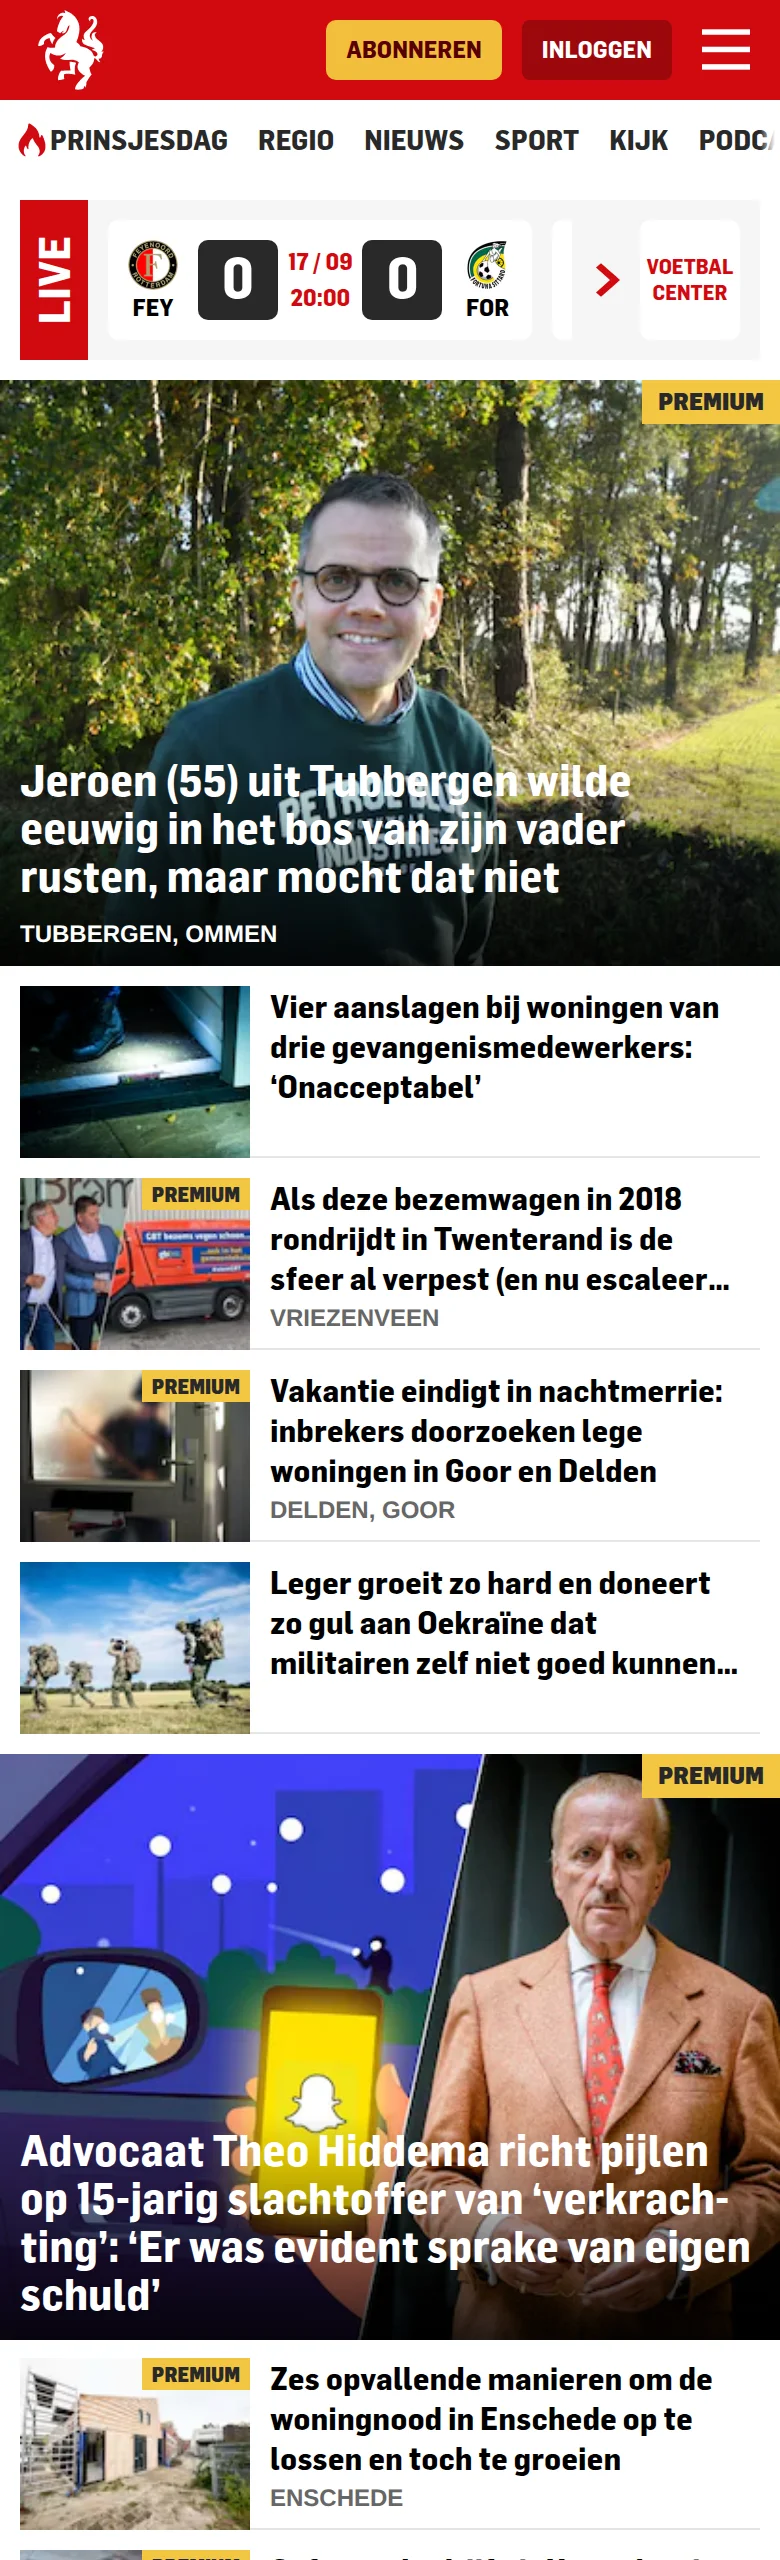 ABONNEREN INLOGGEN
PRINSJESDAG REGIO NIEUWS SPORT KIJK
LIVE
FEYENOORD ROTTERDAM
FEY 0 17 / 09 20:00 0 FOR
VOETBAL
CENTER
PREMIUM
Jeroen (55) uit Tubbergen wilde
eeuwig in het bos van zijn vader
rusten, maar mocht dat niet
TUBBERGEN, OMMEN
Vier aanslagen bij woningen van
drie gevangenismedewerkers:
‘Onacceptabel’
PREMIUM
Als deze bezemwagen in 2018
rondrijdt in Twenterand is de
sfeer al verpest (en nu escaleer...
VRIEZENVEEN
PREMIUM
Vakantie eindigt in nachtmerrie:
inbrekers doorzoeken lege
woningen in Goor en Delden
DELDEN, GOOR
Leger groeit zo hard en doneert
zo gul aan Oekraïne dat
militairen zelf niet goed kunnen...
PREMIUM
Advocaat Theo Hiddema richt pijlen
op 15-jarig slachtoffer van ‘verkrach-
ting’: ‘Er was evident sprake van eigen
schuld’
PREMIUM
Zes opvallende manieren om de
woningnood in Enschede op te
lossen en toch te groeien
ENSCHEDE